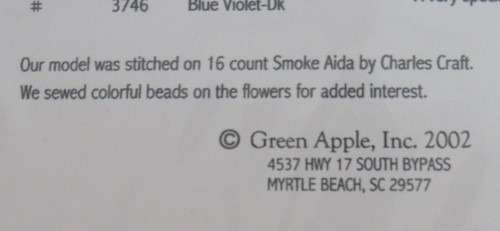 # 3746 Blue Violet-Dk
Our model was stitched on 16 count Smoke Aida by Charles Craft.
We sewed colorful beads on the flowers for added interest.
© Green Apple, Inc. 2002
4537 HWY 17 SOUTH BYPASS
MYRTLE BEACH, SC 29577